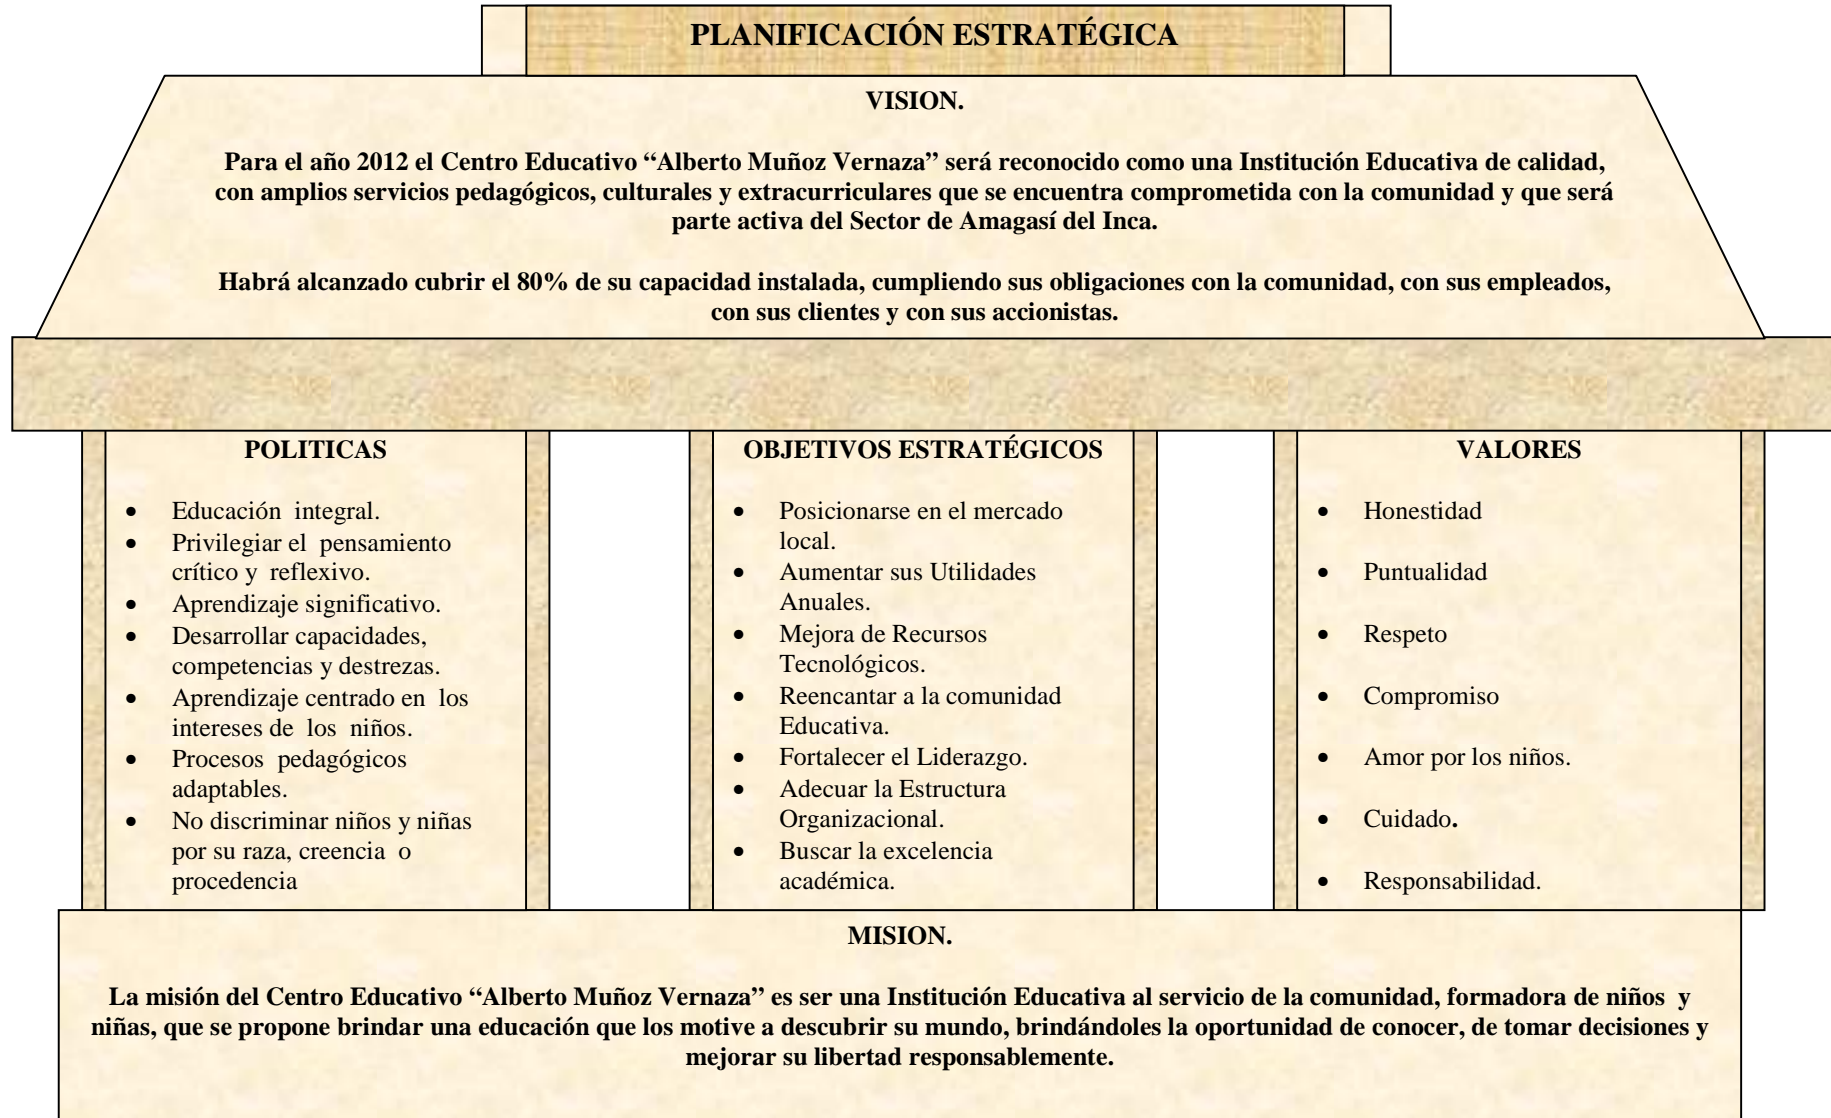 PLANIFICACIÓN ESTRATÉGICA
VISION.
Para el año 2012 el Centro Educativo “Alberto Muñoz Vernaza” será reconocido como una Institución Educativa de calidad,
con amplios servicios pedagógicos, culturales y extracurriculares que se encuentra comprometida con la comunidad y que será
parte activa del Sector de Amagasí del Inca.
Habrá alcanzado cubrir el 80% de su capacidad instalada, cumpliendo sus obligaciones con la comunidad, con sus empleados,
con sus clientes y con sus accionistas.
POLITICAS
• Educación integral.
• Privilegiar el pensamiento
crítico y reflexivo.
• Aprendizaje significativo.
• Desarrollar capacidades,
competencias y destrezas.
• Aprendizaje centrado en los
intereses de los niños.
• Procesos pedagógicos
adaptables.
• No discriminar niños y niñas
por su raza, creencia o
procedencia
OBJETIVOS ESTRATÉGICOS
• Posicionarse en el mercado
local.
• Aumentar sus Utilidades
Anuales.
• Mejora de Recursos
Tecnológicos.
• Reencantar a la comunidad
Educativa.
• Fortalecer el Liderazgo.
• Adecuar la Estructura
Organizacional.
• Buscar la excelencia
académica.
VALORES
• Honestidad
• Puntualidad
• Respeto
• Compromiso
• Amor por los niños.
• Cuidado.
• Responsabilidad.
MISION.
La misión del Centro Educativo “Alberto Muñoz Vernaza” es ser una Institución Educativa al servicio de la comunidad, formadora de niños y
niñas, que se propone brindar una educación que los motive a descubrir su mundo, brindándoles la oportunidad de conocer, de tomar decisiones y
mejorar su libertad responsablemente.